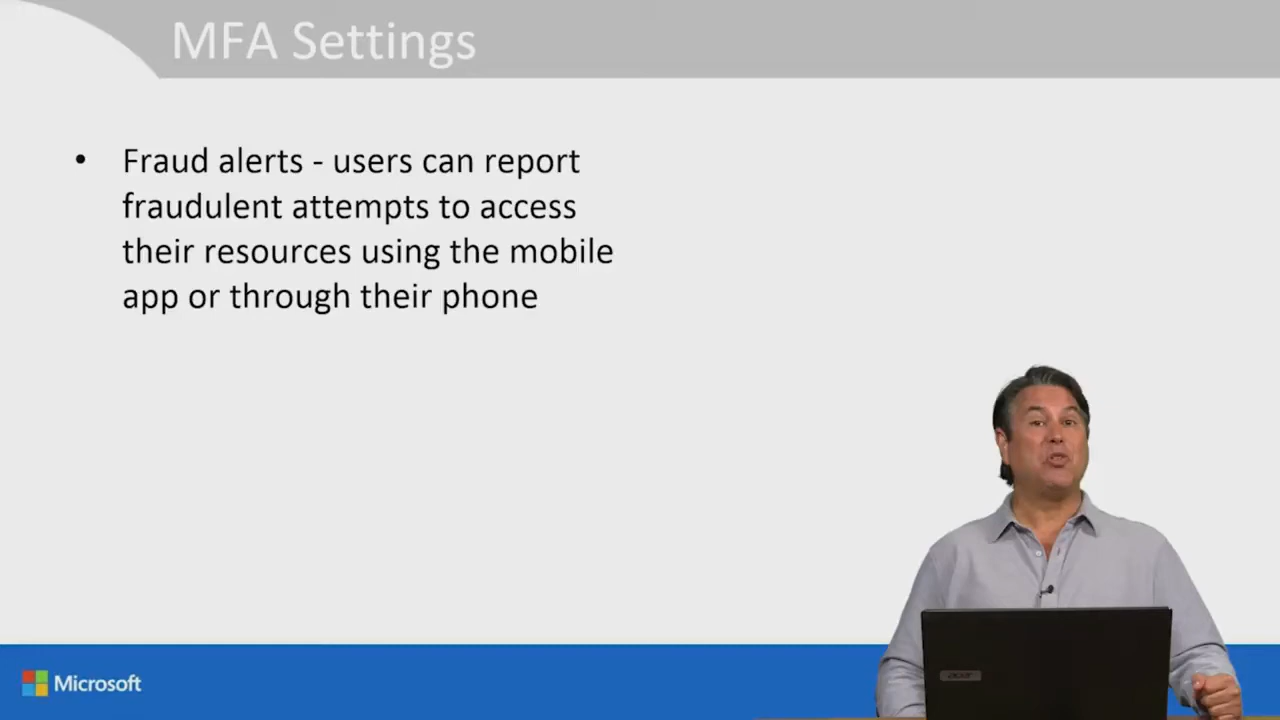 MFA Settings
• Fraud alerts - users can report
fraudulent attempts to access
their resources using the mobile
app or through their phone
acer
Microsoft